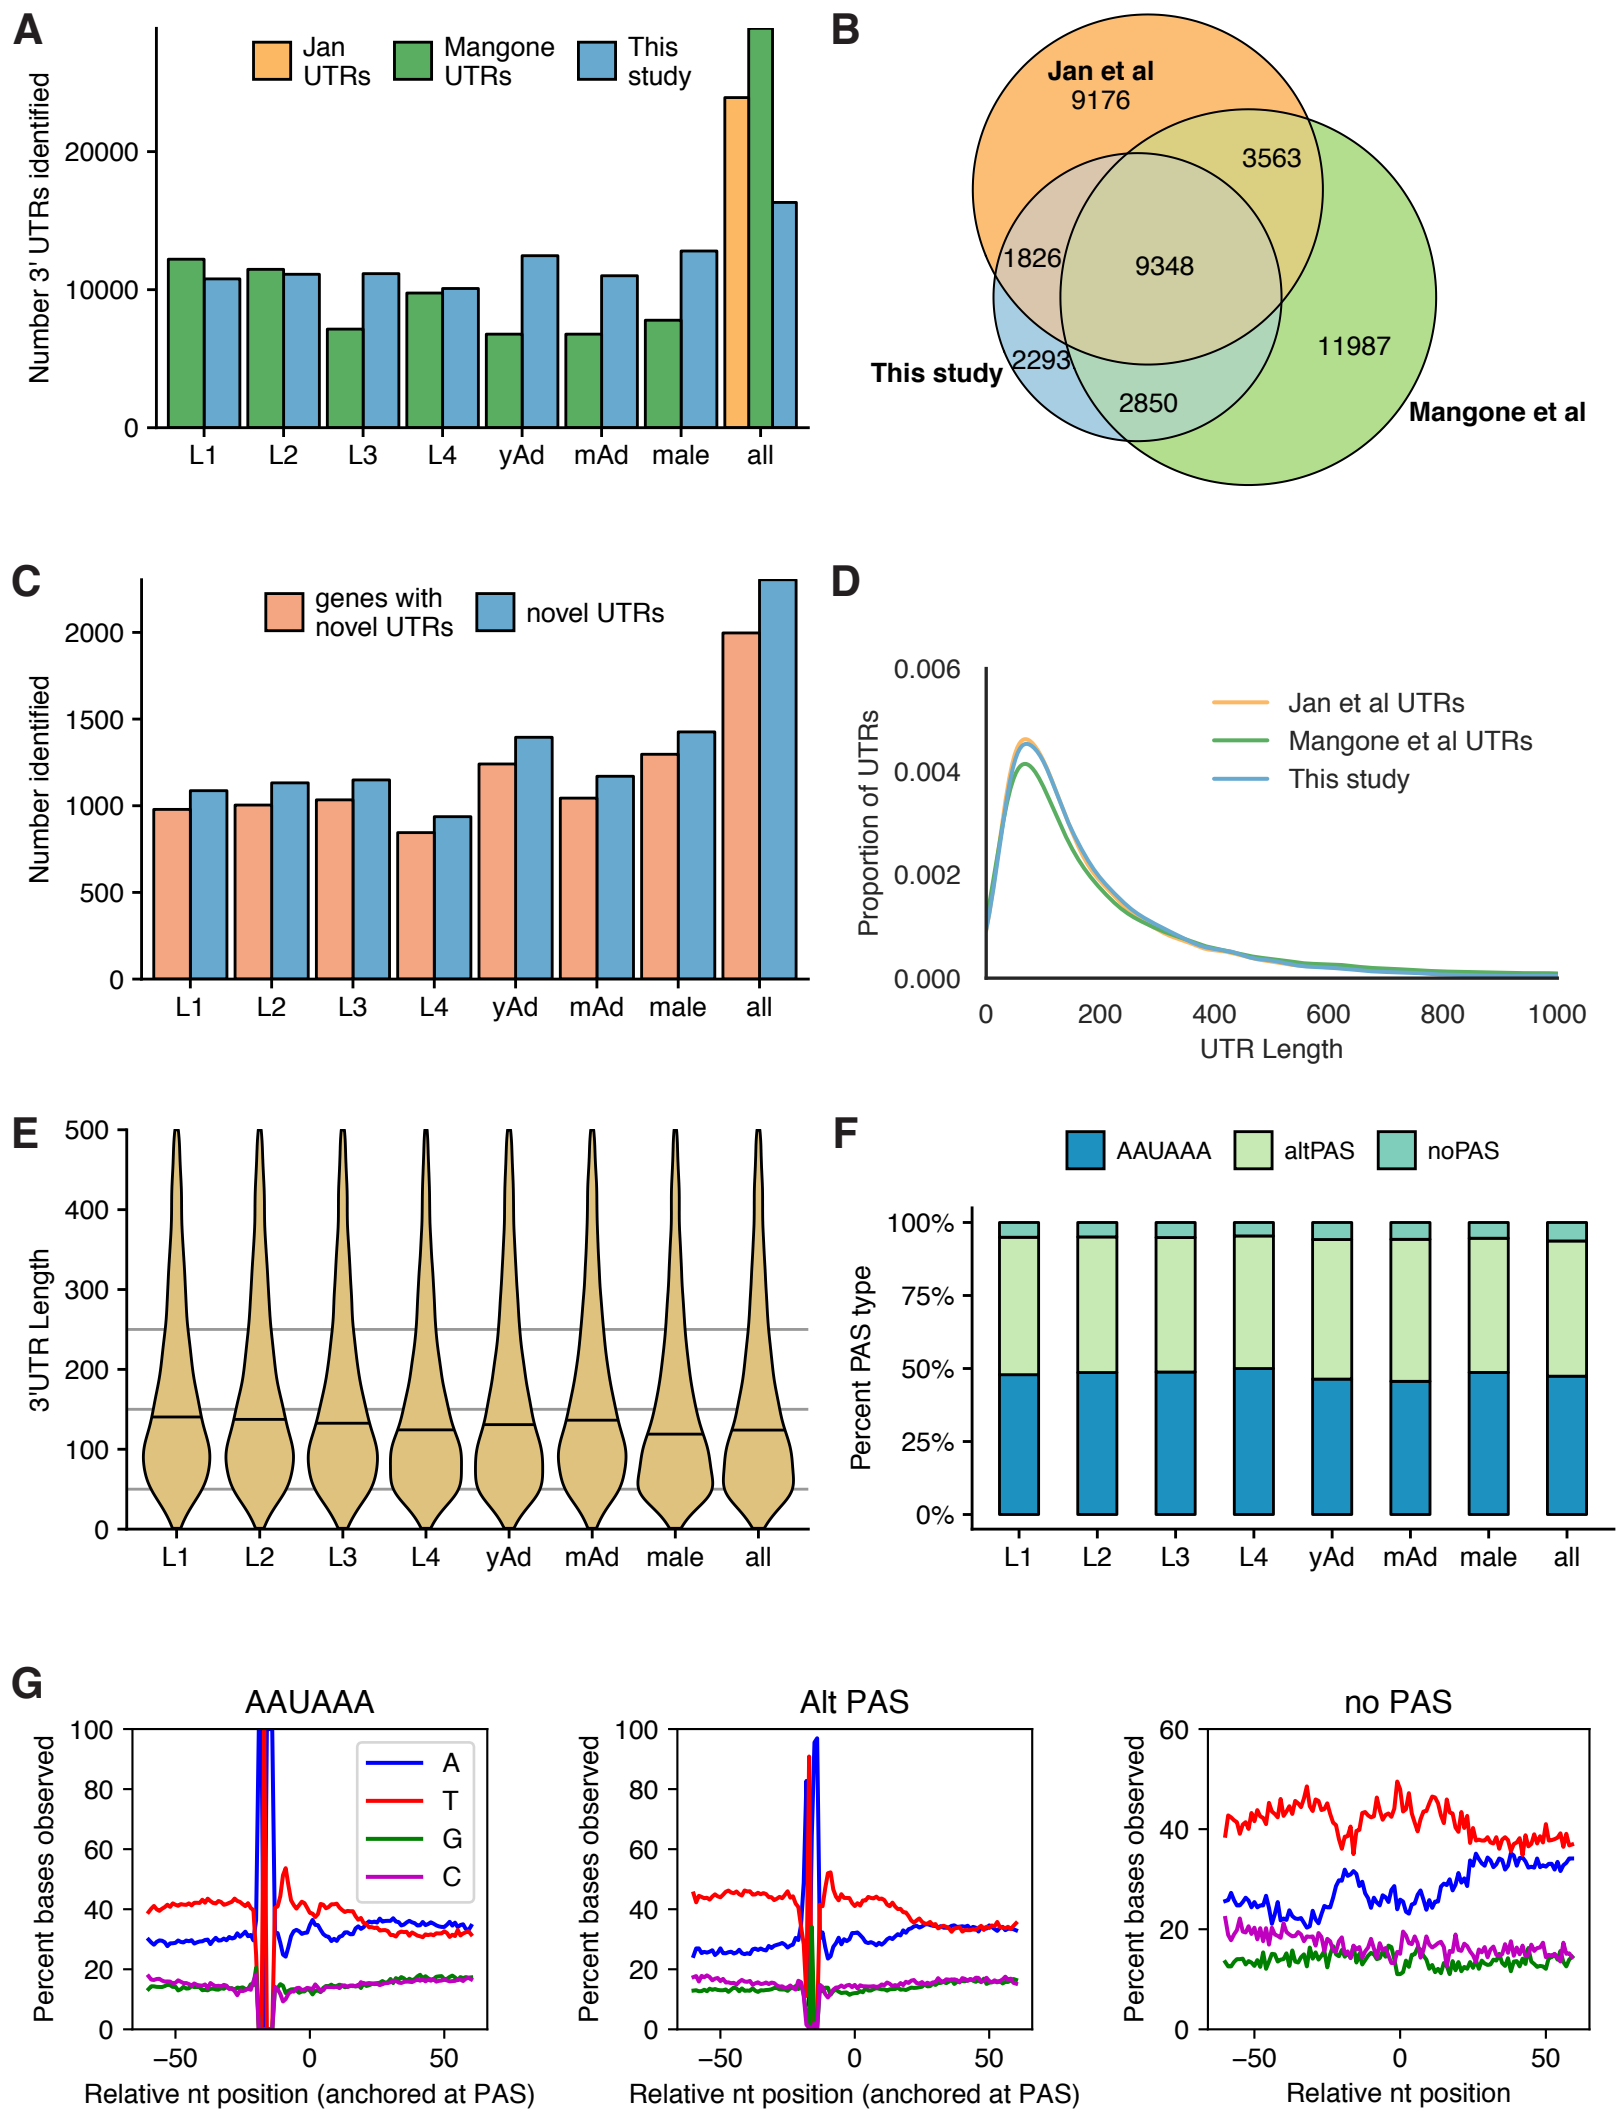 A
Jan
UTRs
Mangone
UTRs
This
study
Number 3' UTRs identified
20000
10000
0
L1 L2 L3 L4 yAd mAd male all
B
Jan et al
9176
3563
1826
9348
11987
This study
2293
2850
Mangone et al
C
genes with
novel UTRs
novel UTRs
Number identified
2000
1500
1000
500
0
L1 L2 L3 L4 yAd mAd male all
D
Jan et al UTRs
Mangone et al UTRs
This study
Proportion of UTRs
0.006
0.004
0.002
0.000
0 200 400 600 800 1000
UTR Length
E
3'UTR Length
500
400
300
200
100
0
L1 L2 L3 L4 yAd mAd male all
F
AAUAAA altPAS noPAS
Percent PAS type
100%
75%
50%
25%
0%
L1 L2 L3 L4 yAd mAd male all
G
AAUAAA
Percent bases observed
100
80
60
40
20
0
A
T
G
C
−50 0 50
Relative nt position (anchored at PAS)
Alt PAS
Percent bases observed
100
80
60
40
20
0
−50 0 50
Relative nt position (anchored at PAS)
no PAS
Percent bases observed
60
40
20
0
−50 0 50
Relative nt position